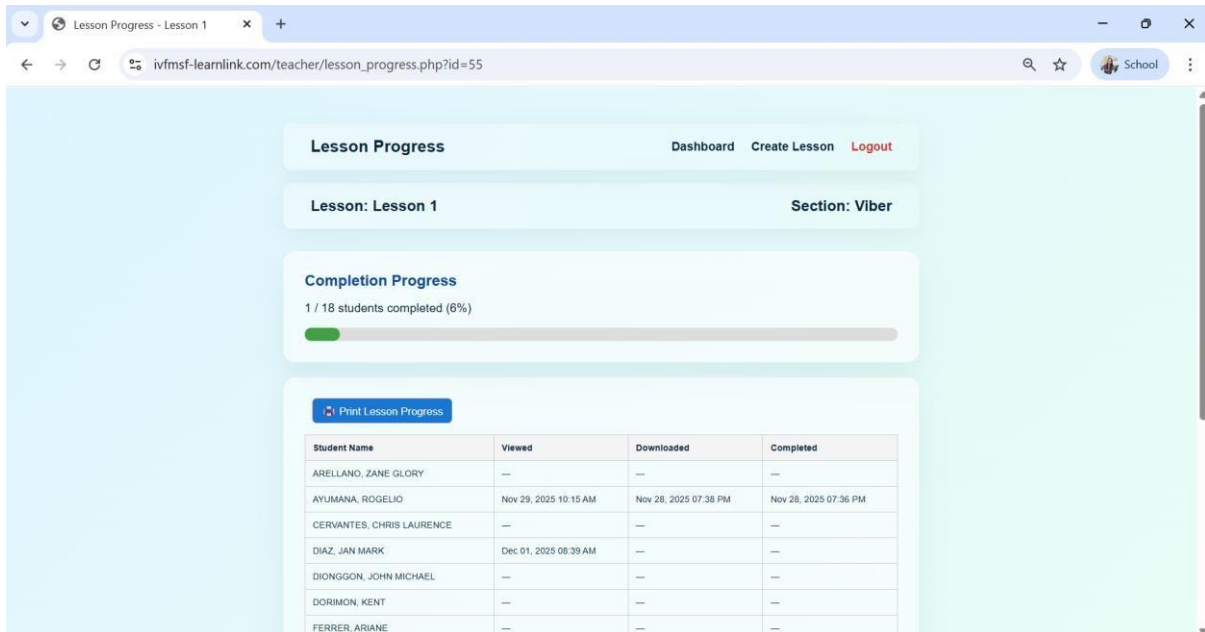 Lesson Progress - Lesson 1
ivfmsf-learnlink.com/teacher/lesson_progress.php?id=55
School
Lesson Progress Dashboard Create Lesson Logout
Lesson: Lesson 1 Section: Viber
Completion Progress
1 / 18 students completed (6%)
Print Lesson Progress
Student Name Viewed Downloaded Completed
ARELLANO, ZANE GLORY — — —
AYUMANA, ROGELIO Nov 29, 2025 10:15 AM Nov 28, 2025 07:38 PM Nov 28, 2025 07:36 PM
CERVANTES, CHRIS LAURENCE — — —
DIAZ, JAN MARK Dec 01, 2025 08:39 AM — —
DIONGGON, JOHN MICHAEL — — —
DORIMON, KENT — — —
FERRER, ARIANE — — —